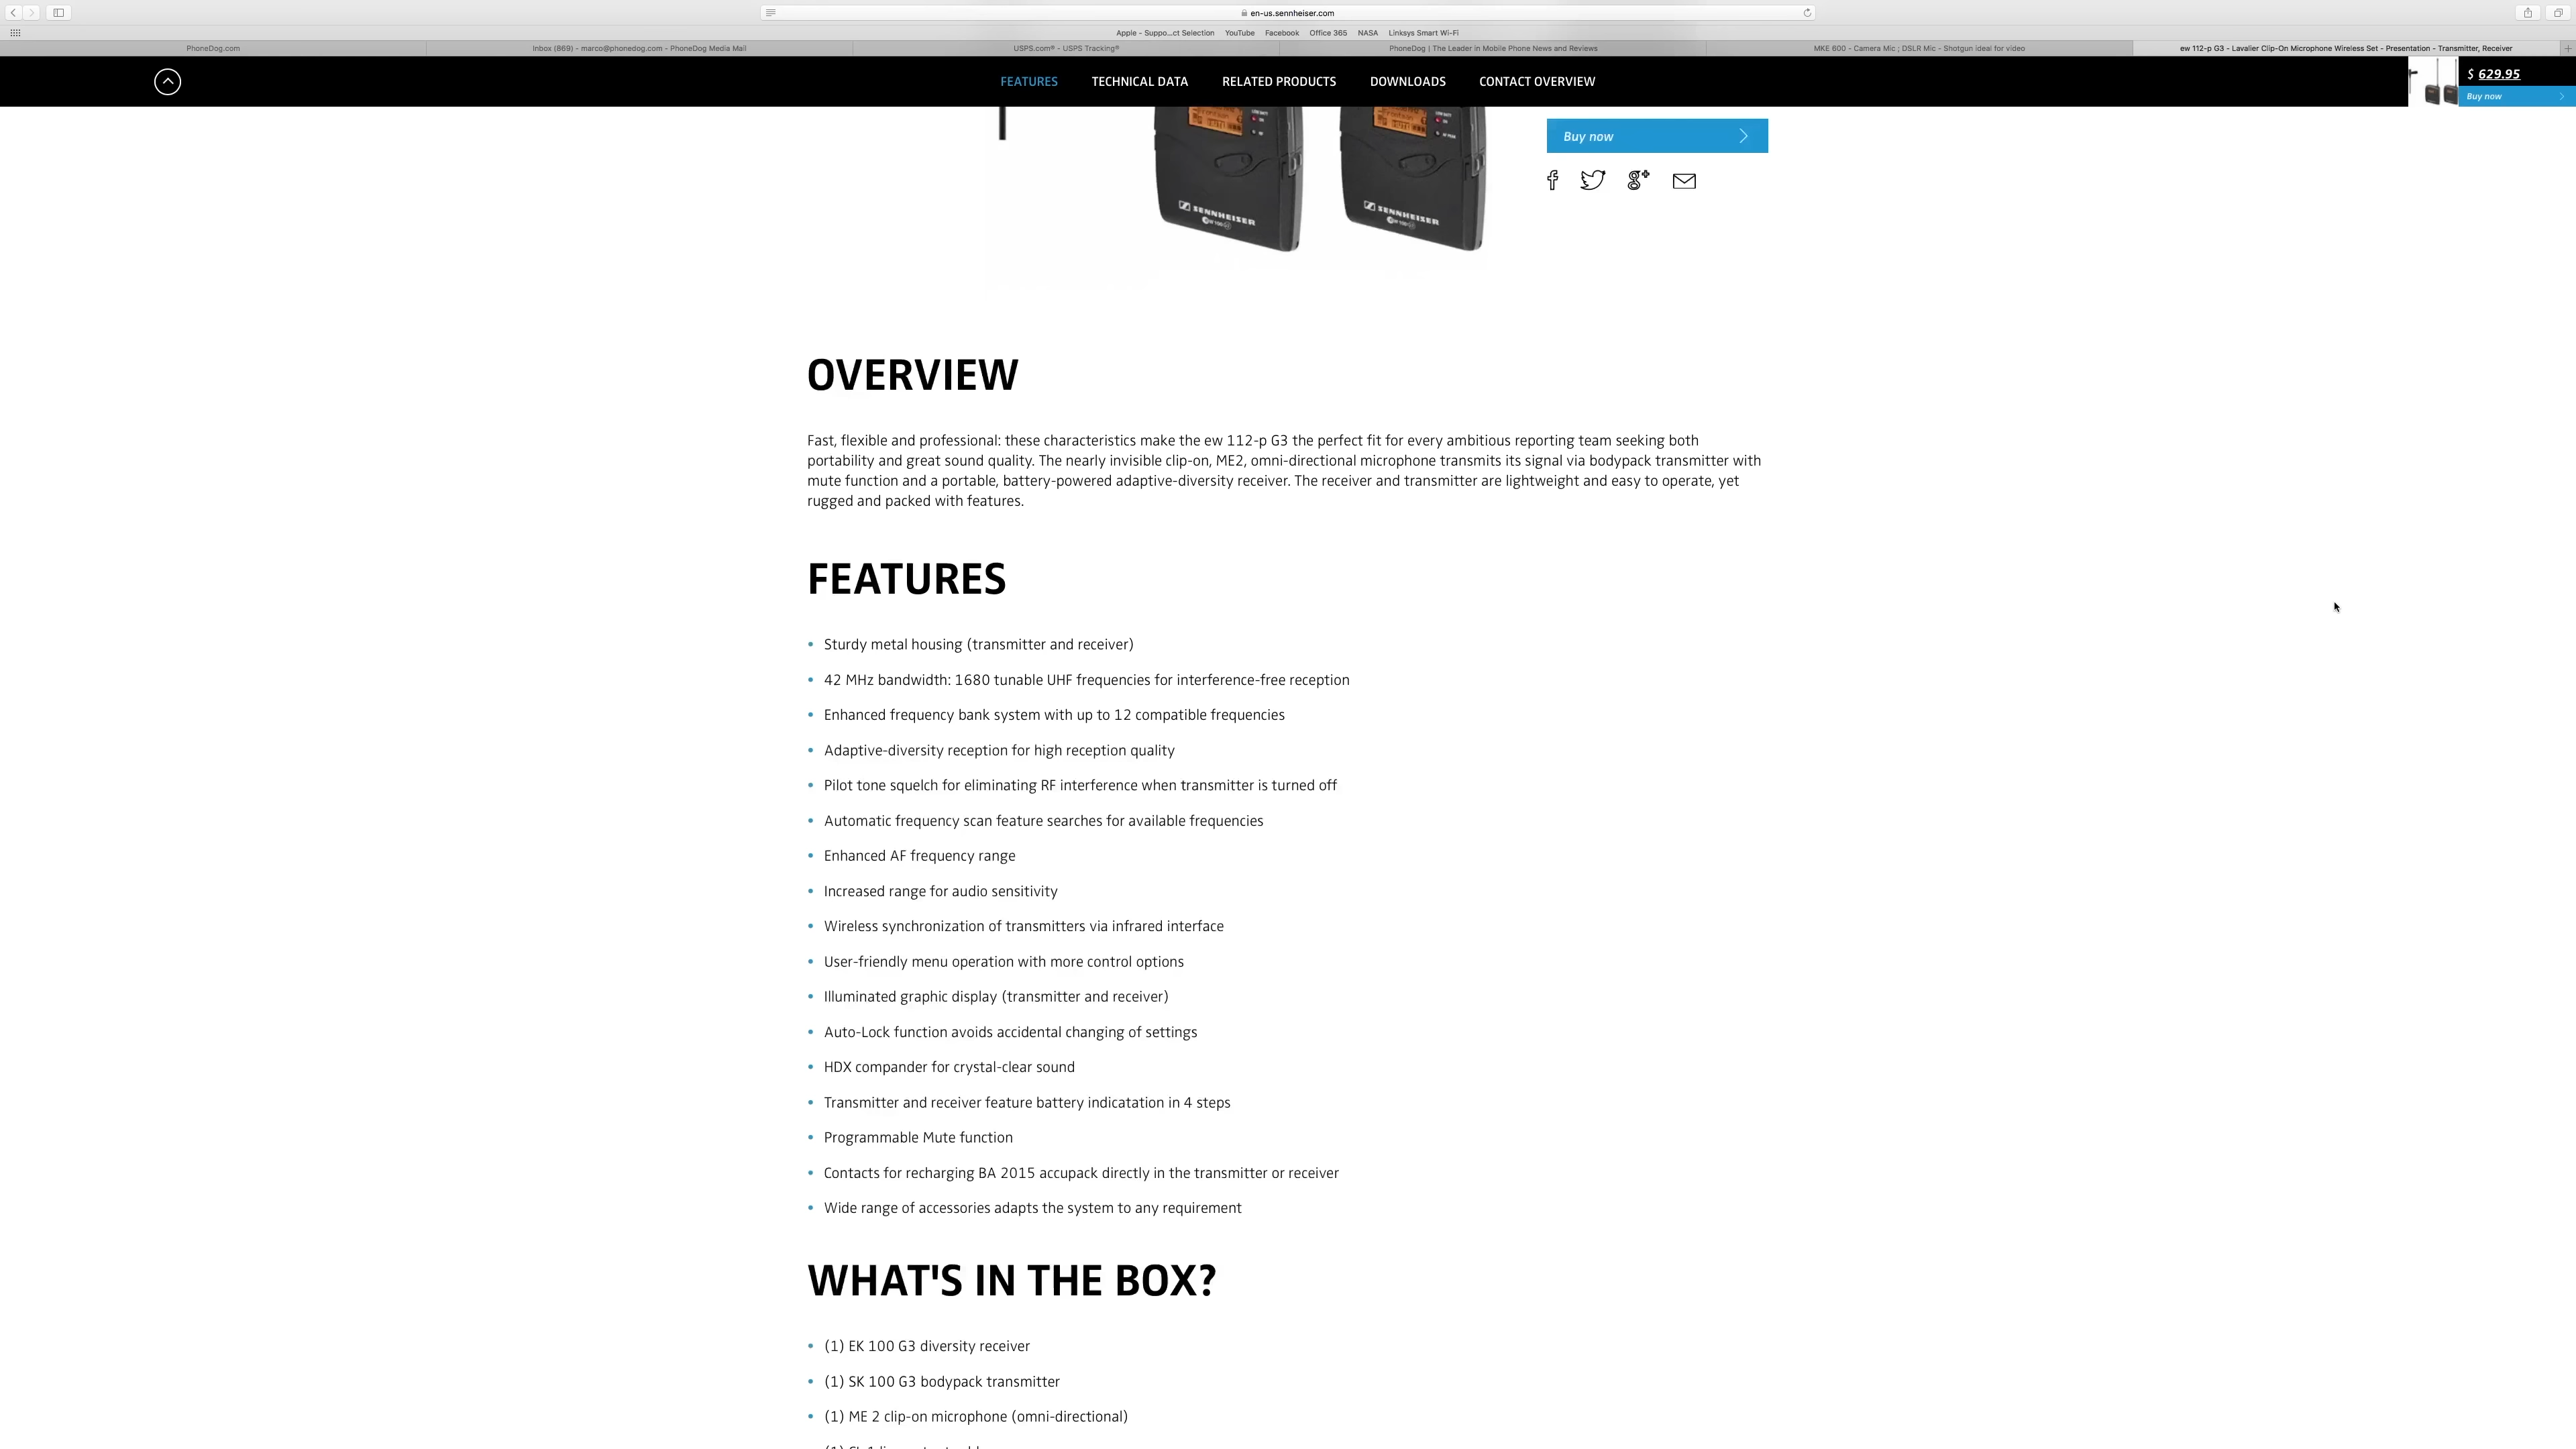 en-us.sennheiser.com
Apple - Suppo...ct Selection YouTube Facebook Office 365 NASA Linksys Smart Wi-Fi
PhoneDog.com Inbox (869) - marco@phonedog.com - PhoneDog Media Mail USPS.com® - USPS Tracking® PhoneDog | The Leader in Mobile Phone News and Reviews MKE 600 - Camera Mic ; DSLR Mic - Shotgun ideal for video ew 112-p G3 - Lavalier Clip-On Microphone Wireless Set - Presentation - Transmitter, Receiver
FEATURES TECHNICAL DATA RELATED PRODUCTS DOWNLOADS CONTACT OVERVIEW
$ 629.95
Buy now
Buy now
SENNHEISER SENNHEISER
OVERVIEW
Fast, flexible and professional: these characteristics make the ew 112-p G3 the perfect fit for every ambitious reporting team seeking both
portability and great sound quality. The nearly invisible clip-on, ME2, omni-directional microphone transmits its signal via bodypack transmitter with
mute function and a portable, battery-powered adaptive-diversity receiver. The receiver and transmitter are lightweight and easy to operate, yet
rugged and packed with features.
FEATURES
• Sturdy metal housing (transmitter and receiver)
• 42 MHz bandwidth: 1680 tunable UHF frequencies for interference-free reception
• Enhanced frequency bank system with up to 12 compatible frequencies
• Adaptive-diversity reception for high reception quality
• Pilot tone squelch for eliminating RF interference when transmitter is turned off
• Automatic frequency scan feature searches for available frequencies
• Enhanced AF frequency range
• Increased range for audio sensitivity
• Wireless synchronization of transmitters via infrared interface
• User-friendly menu operation with more control options
• Illuminated graphic display (transmitter and receiver)
• Auto-Lock function avoids accidental changing of settings
• HDX compander for crystal-clear sound
• Transmitter and receiver feature battery indicatation in 4 steps
• Programmable Mute function
• Contacts for recharging BA 2015 accupack directly in the transmitter or receiver
• Wide range of accessories adapts the system to any requirement
WHAT'S IN THE BOX?
• (1) EK 100 G3 diversity receiver
• (1) SK 100 G3 bodypack transmitter
• (1) ME 2 clip-on microphone (omni-directional)